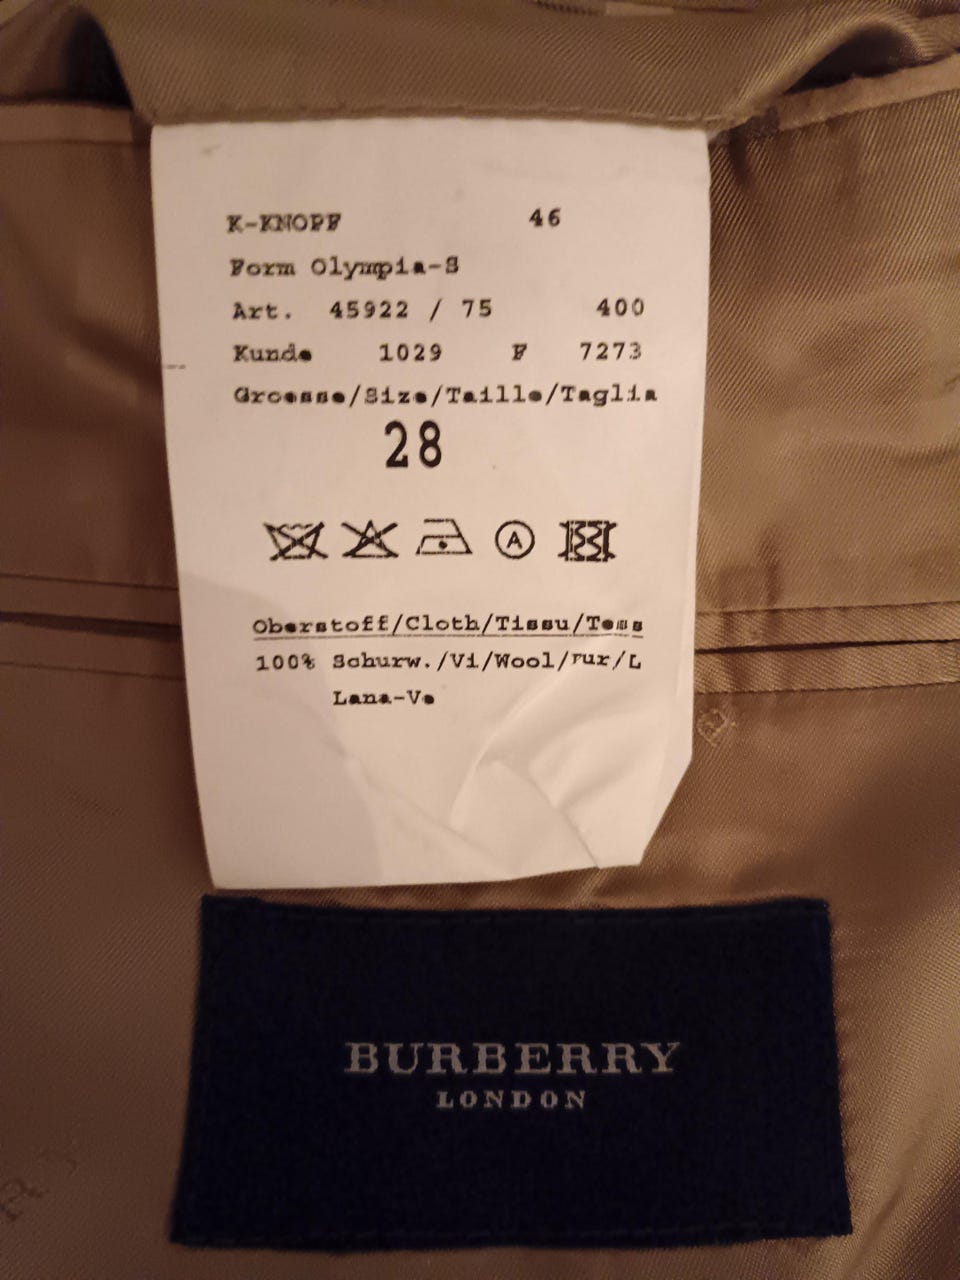 K-KNOPF 46
Form Olympia-S
Art. 45922 / 75 400
Kunde 1029 F 7273
Groesse/Size/Taille/Taglia
28
A
Oberstoff/Cloth/Tissu/Tess
100% Schurw./Vi/Wool/Pur/L
Lana-Ve
BURBERRY
LONDON